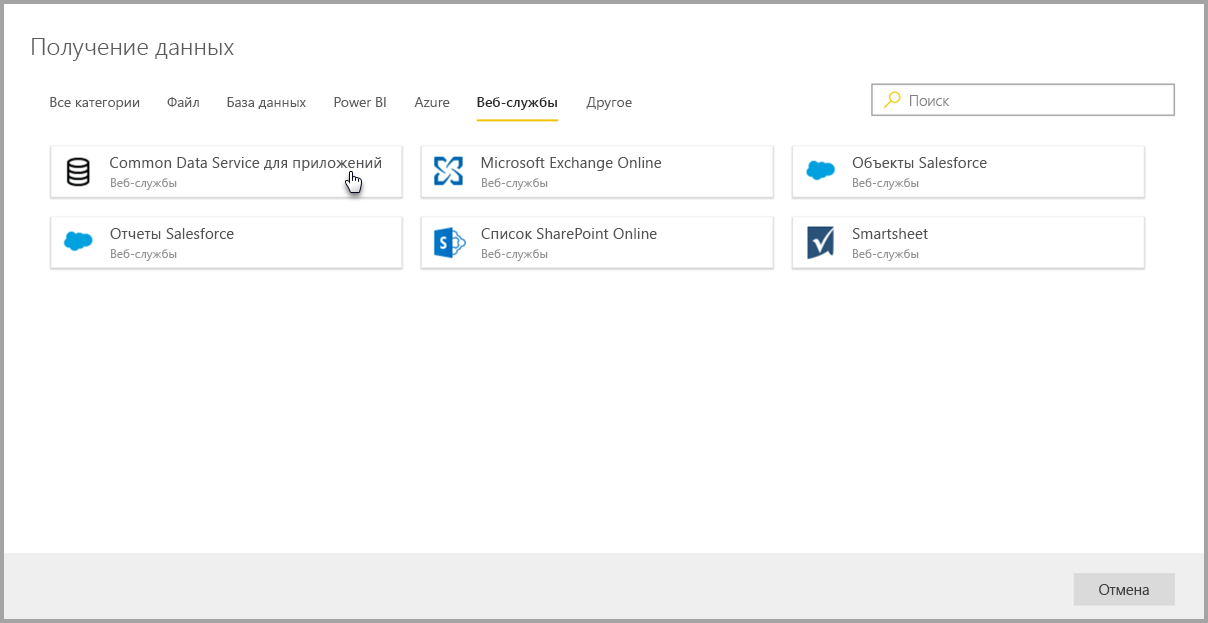 Получение данных
Все категории Файл База данных Power BI Azure Веб-службы Другое
Поиск
Common Data Service для приложений
Веб-службы
Microsoft Exchange Online
Веб-службы
Объекты Salesforce
Веб-службы
Отчеты Salesforce
Веб-службы
Список SharePoint Online
Веб-службы
Smartsheet
Веб-службы
Отмена